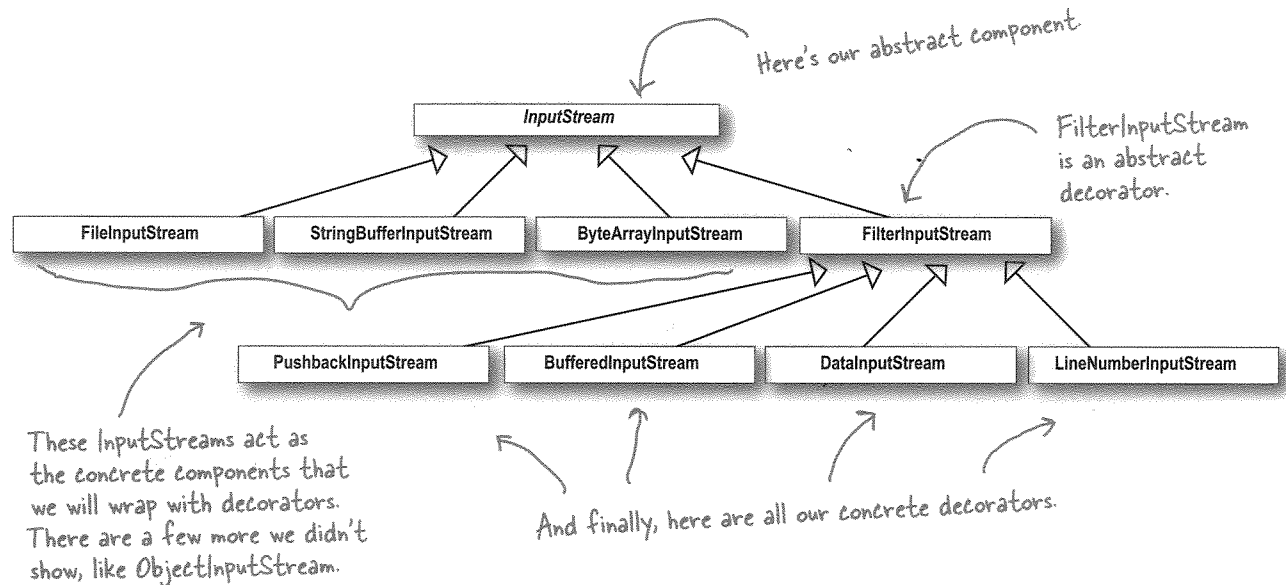 Here's our abstract component.
InputStream
FilterInputStream
is an abstract
decorator.
FileInputStream
StringBufferInputStream
ByteArrayInputStream
FilterInputStream
PushbackInputStream
BufferedInputStream
DataInputStream
LineNumberInputStream
These InputStreams act as
the concrete components that
we will wrap with decorators.
There are a few more we didn't
show, like ObjectInputStream.
And finally, here are all our concrete decorators.